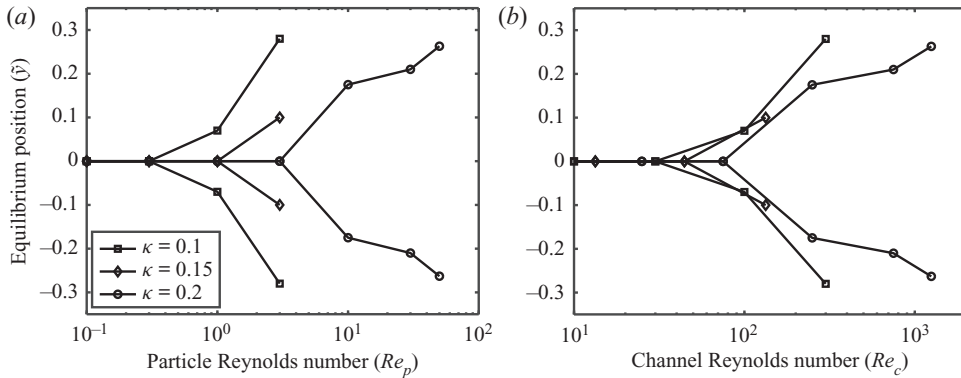 (a)
Equilibrium position (ỹ)
0.3
0.2
0.1
0
−0.1
−0.2
−0.3
κ = 0.1
κ = 0.15
κ = 0.2
10⁻¹ 10⁰ 10¹ 10²
Particle Reynolds number (Reₚ)
(b)
0.3
0.2
0.1
0
−0.1
−0.2
−0.3
10¹ 10² 10³
Channel Reynolds number (Re_c)